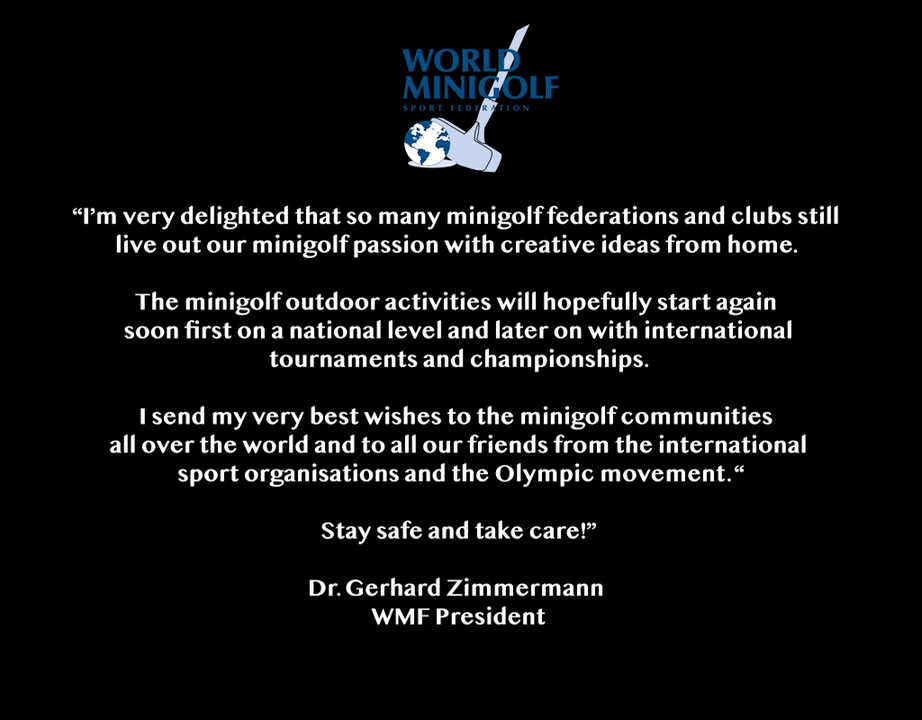 WORLD
MINIGOLF
SPORT FEDERATION
“I’m very delighted that so many minigolf federations and clubs still
live out our minigolf passion with creative ideas from home.
The minigolf outdoor activities will hopefully start again
soon first on a national level and later on with international
tournaments and championships.
I send my very best wishes to the minigolf communities
all over the world and to all our friends from the international
sport organisations and the Olympic movement.“
Stay safe and take care!”
Dr. Gerhard Zimmermann
WMF President